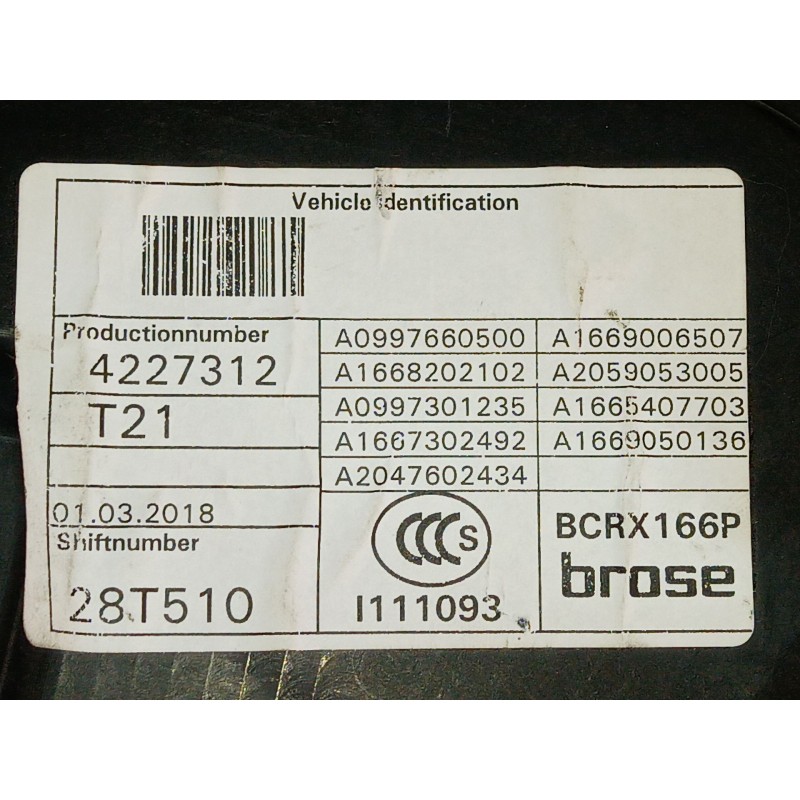 Vehicle identification
Productionnumber
4227312
T21
01.03.2018
Shiftnumber
28T510
A0997660500 A1669006507
A1668202102 A2059053005
A0997301235 A1665407703
A1667302492 A1669050136
A2047602434
CCC S
I111093
BCRX166P
brose